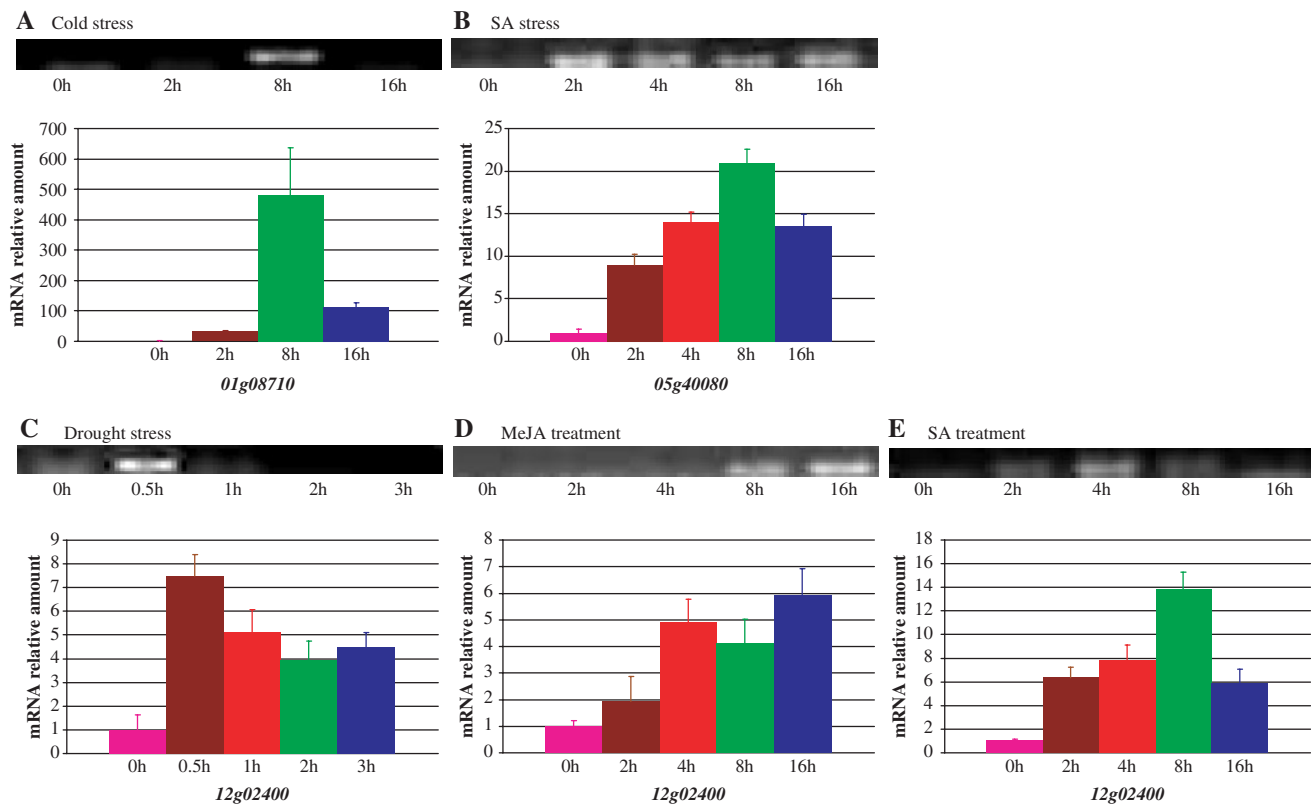 A Cold stress
0h 2h 8h 16h
mRNA relative amount
700
600
500
400
300
200
100
0
0h 2h 8h 16h
01g08710
B SA stress
0h 2h 4h 8h 16h
mRNA relative amount
25
20
15
10
5
0
0h 2h 4h 8h 16h
05g40080
C Drought stress
0h 0.5h 1h 2h 3h
mRNA relative amount
9
8
7
6
5
4
3
2
1
0
0h 0.5h 1h 2h 3h
12g02400
D MeJA treatment
0h 2h 4h 8h 16h
mRNA relative amount
8
7
6
5
4
3
2
1
0
0h 2h 4h 8h 16h
12g02400
E SA treatment
0h 2h 4h 8h 16h
mRNA relative amount
18
16
14
12
10
8
6
4
2
0
0h 2h 4h 8h 16h
12g02400